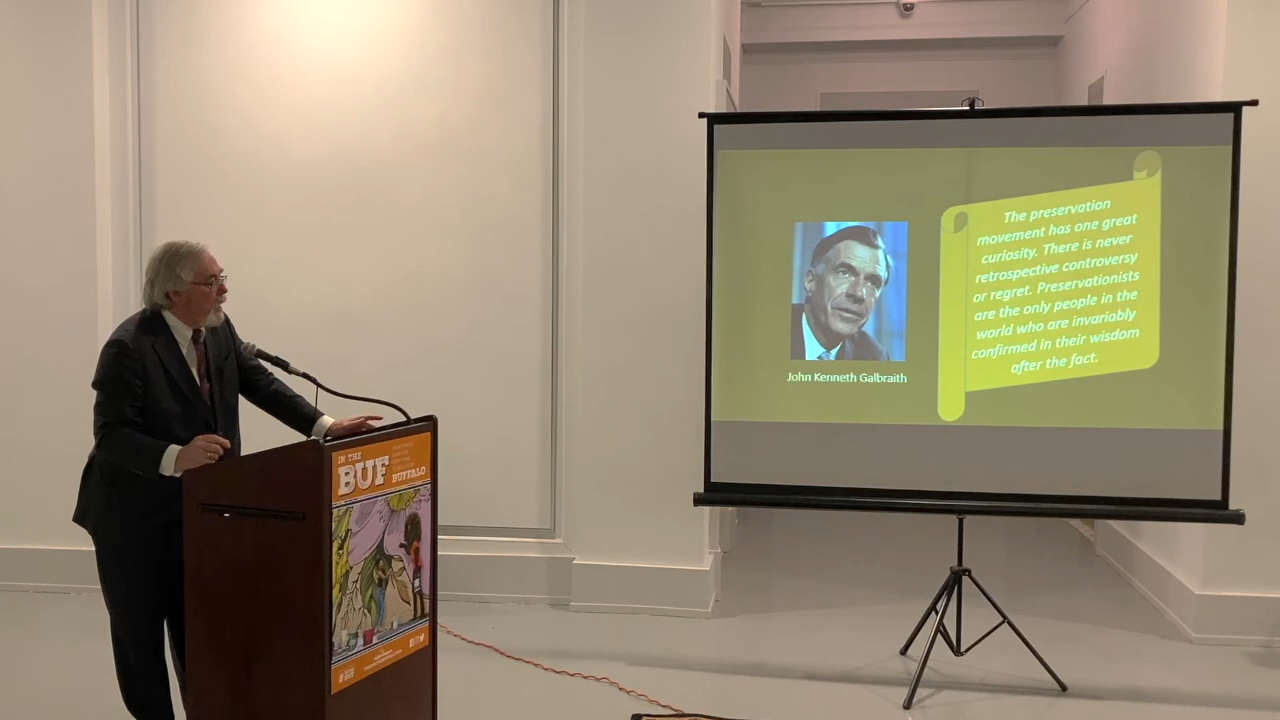 IN THE
BUF
BUFFALO
The preservation
movement has one great
curiosity. There is never
retrospective controversy
or regret. Preservationists
are the only people in the
world who are invariably
confirmed in their wisdom
after the fact.
John Kenneth Galbraith
BUF